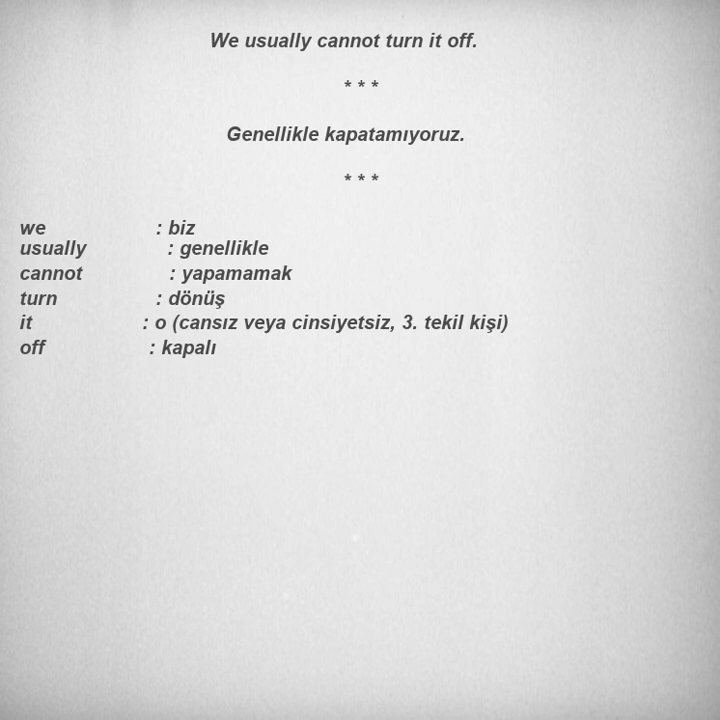 We usually cannot turn it off.
* * *
Genellikle kapatamıyoruz.
* * *
we : biz
usually : genellikle
cannot : yapamamak
turn : dönüş
it : o (cansız veya cinsiyetsiz, 3. tekil kişi)
off : kapalı